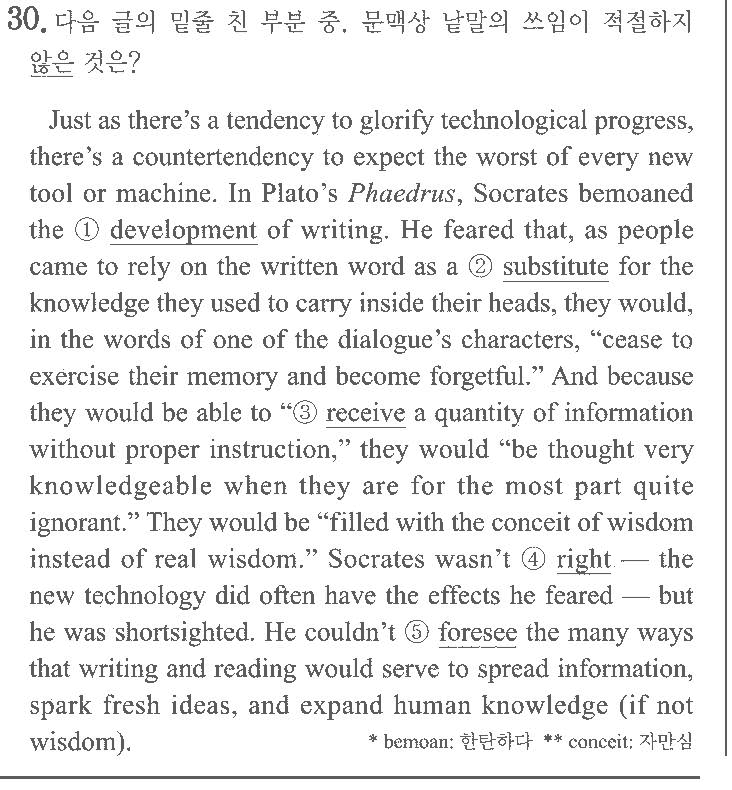 30. 다음 글의 밑줄 친 부분 중, 문맥상 낱말의 쓰임이 적절하지
않은 것은?
Just as there's a tendency to glorify technological progress,
there's a countertendency to expect the worst of every new
tool or machine. In Plato's Phaedrus, Socrates bemoaned
the ① development of writing. He feared that, as people
came to rely on the written word as a ② substitute for the
knowledge they used to carry inside their heads, they would,
in the words of one of the dialogue's characters, “cease to
exercise their memory and become forgetful.” And because
they would be able to “③ receive a quantity of information
without proper instruction,” they would “be thought very
knowledgeable when they are for the most part quite
ignorant.” They would be “filled with the conceit of wisdom
instead of real wisdom.” Socrates wasn't ④ right — the
new technology did often have the effects he feared — but
he was shortsighted. He couldn't ⑤ foresee the many ways
that writing and reading would serve to spread information,
spark fresh ideas, and expand human knowledge (if not
wisdom).
* bemoan: 한탄하다 ** conceit: 자만심